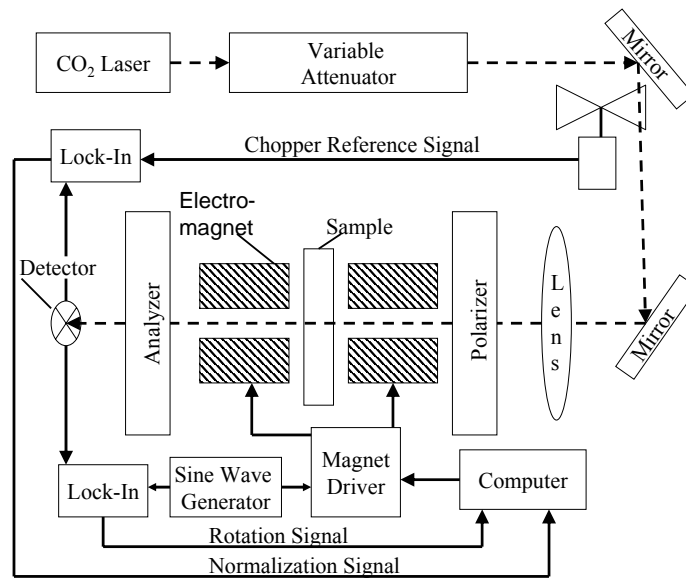 CO2 Laser
Variable
Attenuator
Mirror
Lock-In
Chopper Reference Signal
Electro-
magnet
Sample
Detector
Analyzer
Polarizer
Lens
Mirror
Lock-In
Sine Wave
Generator
Magnet
Driver
Computer
Rotation Signal
Normalization Signal